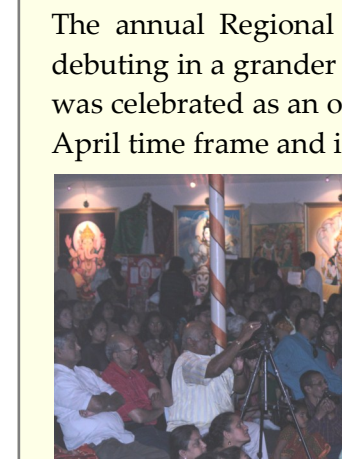 The annual Regional
debuting in a grander
was celebrated as an o
April time frame and i